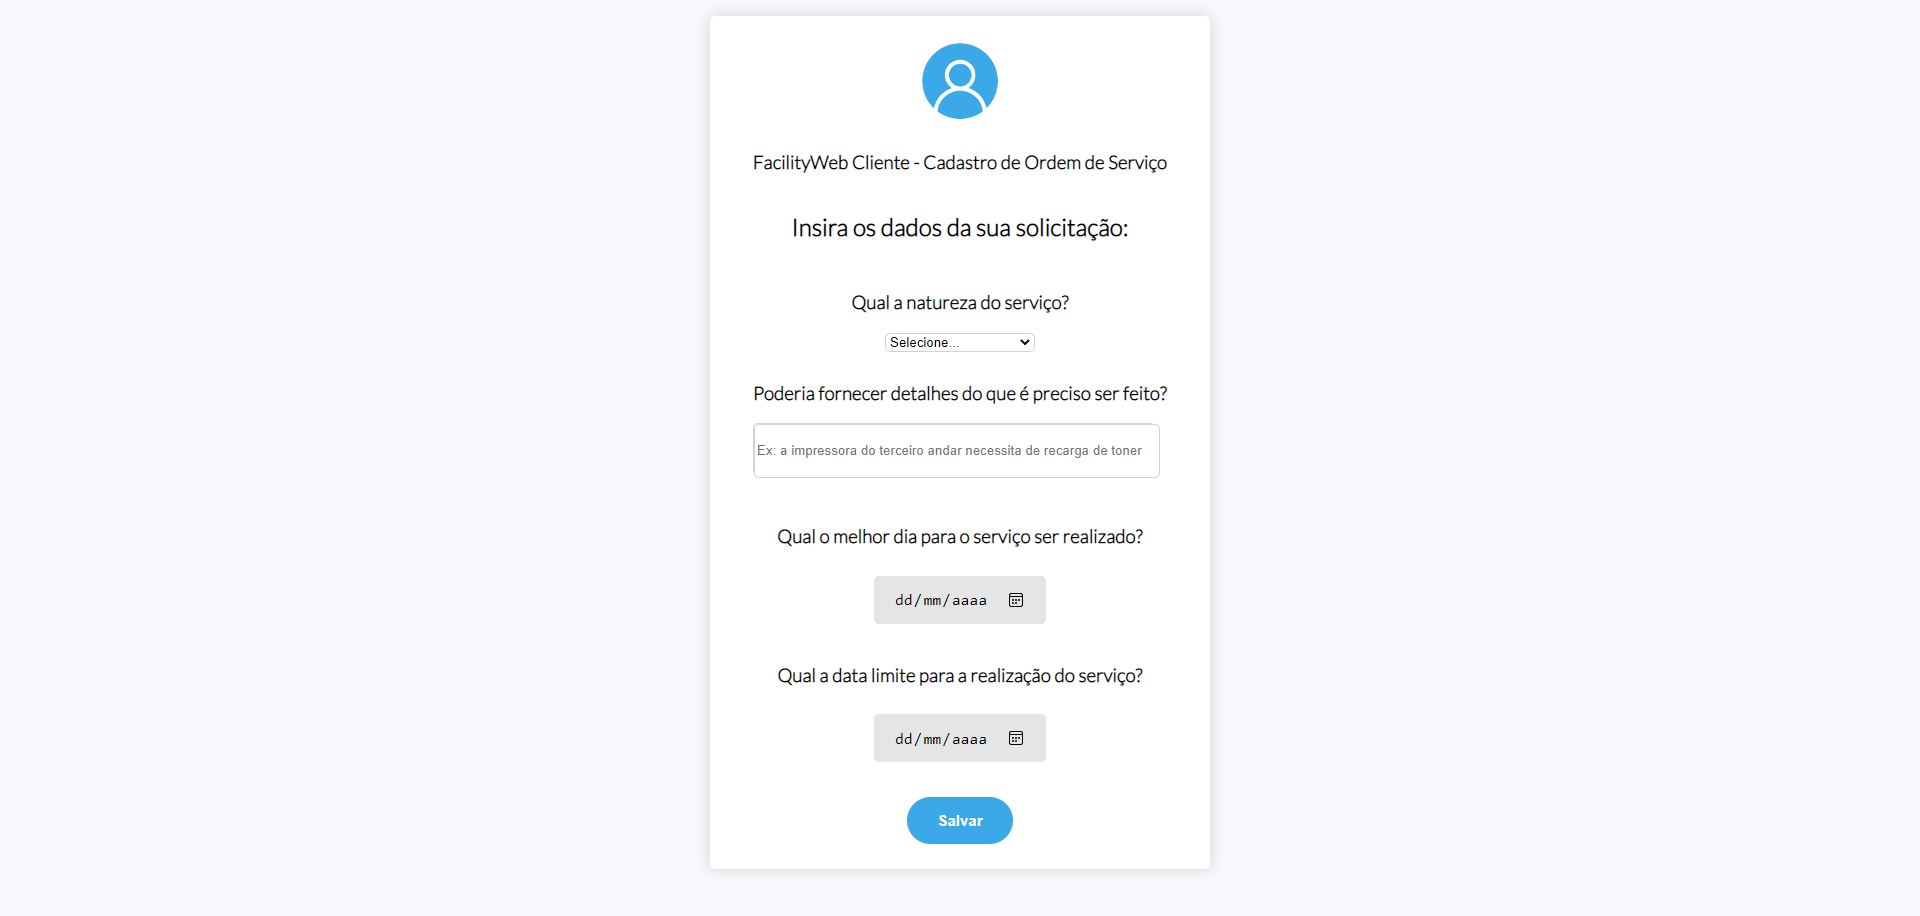 FacilityWeb Cliente - Cadastro de Ordem de Serviço
Insira os dados da sua solicitação:
Qual a natureza do serviço?
Selecione...
Poderia fornecer detalhes do que é preciso ser feito?
Ex: a impressora do terceiro andar necessita de recarga de toner
Qual o melhor dia para o serviço ser realizado?
dd/mm/aaaa
Qual a data limite para a realização do serviço?
dd/mm/aaaa
Salvar